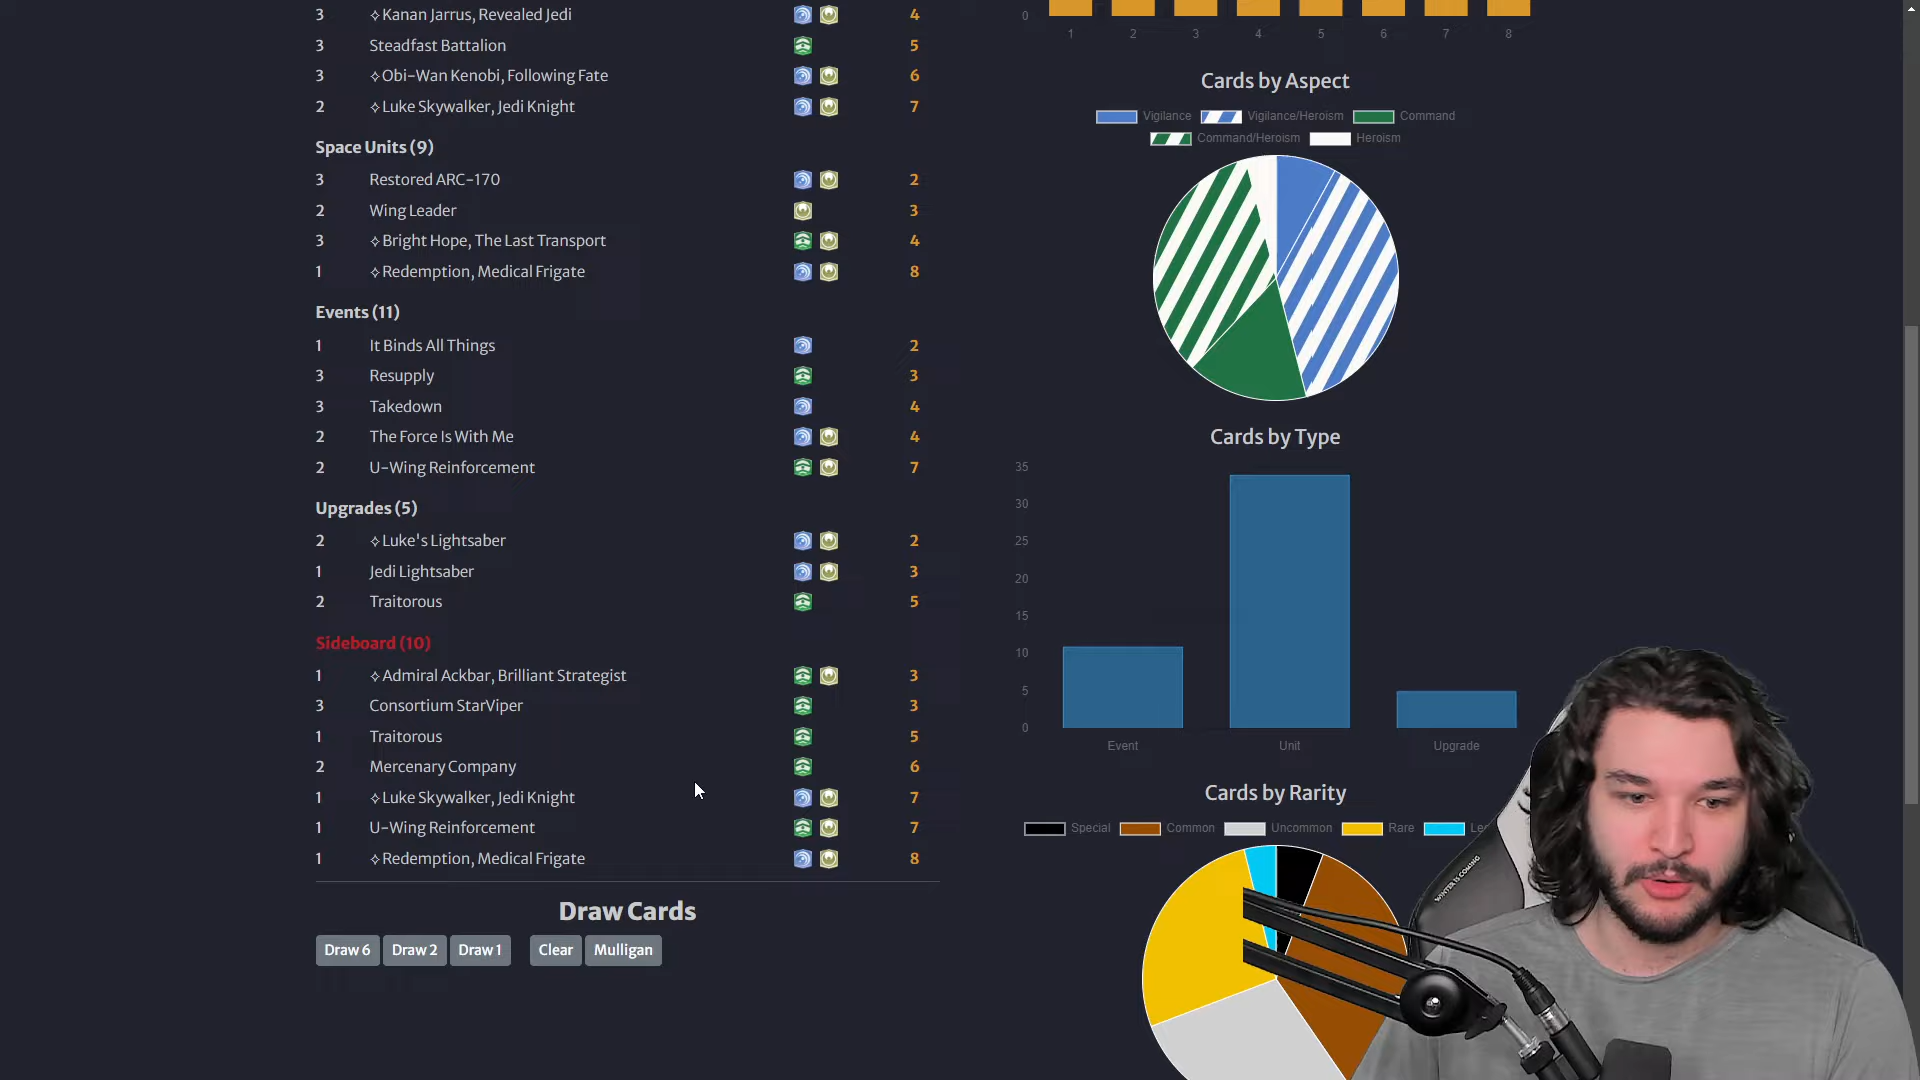 3 ✧Kanan Jarrus, Revealed Jedi 4
3 Steadfast Battalion 5
3 ✧Obi-Wan Kenobi, Following Fate 6
2 ✧Luke Skywalker, Jedi Knight 7
Space Units (9)
3 Restored ARC-170 2
2 Wing Leader 3
3 ✧Bright Hope, The Last Transport 4
1 ✧Redemption, Medical Frigate 8
Events (11)
1 It Binds All Things 2
3 Resupply 3
3 Takedown 4
2 The Force Is With Me 4
2 U-Wing Reinforcement 7
Upgrades (5)
2 ✧Luke's Lightsaber 2
1 Jedi Lightsaber 3
2 Traitorous 5
Sideboard (10)
1 ✧Admiral Ackbar, Brilliant Strategist 3
3 Consortium StarViper 3
1 Traitorous 5
2 Mercenary Company 6
1 ✧Luke Skywalker, Jedi Knight 7
1 U-Wing Reinforcement 7
1 ✧Redemption, Medical Frigate 8
Draw Cards
Draw 6 Draw 2 Draw 1 Clear Mulligan
0
1 2 3 4 5 6 7 8
Cards by Aspect
Vigilance Vigilance/Heroism Command
Command/Heroism Heroism
Cards by Type
35
30
25
20
15
10
5
0
Event Unit Upgrade
Cards by Rarity
Special Common Uncommon Rare
WINTER IS COMING